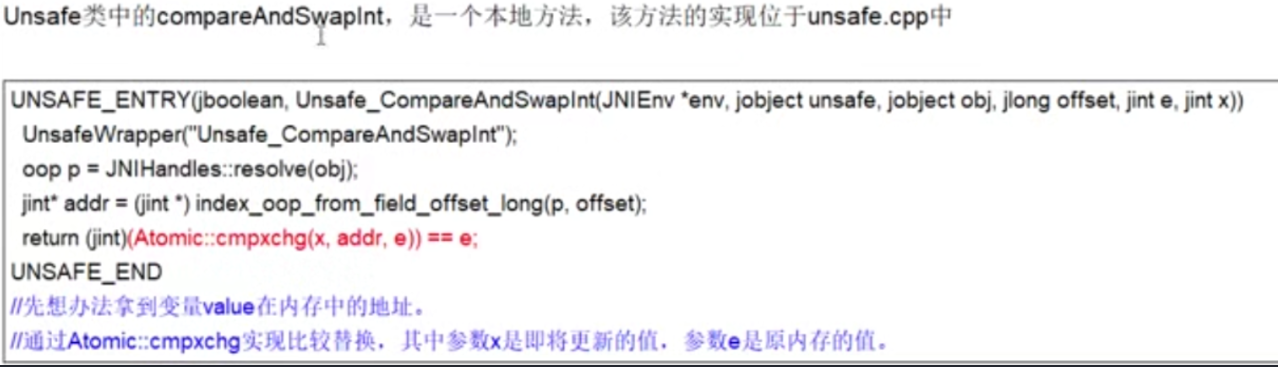 Unsafe类中的compareAndSwapInt，是一个本地方法，该方法的实现位于unsafe.cpp中
UNSAFE_ENTRY(jboolean, Unsafe_CompareAndSwapInt(JNIEnv *env, jobject unsafe, jobject obj, jlong offset, jint e, jint x))
UnsafeWrapper("Unsafe_CompareAndSwapInt");
oop p = JNIHandles::resolve(obj);
jint* addr = (jint *) index_oop_from_field_offset_long(p, offset);
return (jint)(Atomic::cmpxchg(x, addr, e)) == e;
UNSAFE_END
//先想办法拿到变量value在内存中的地址。
//通过Atomic::cmpxchg实现比较替换，其中参数x是即将更新的值，参数e是原内存的值。